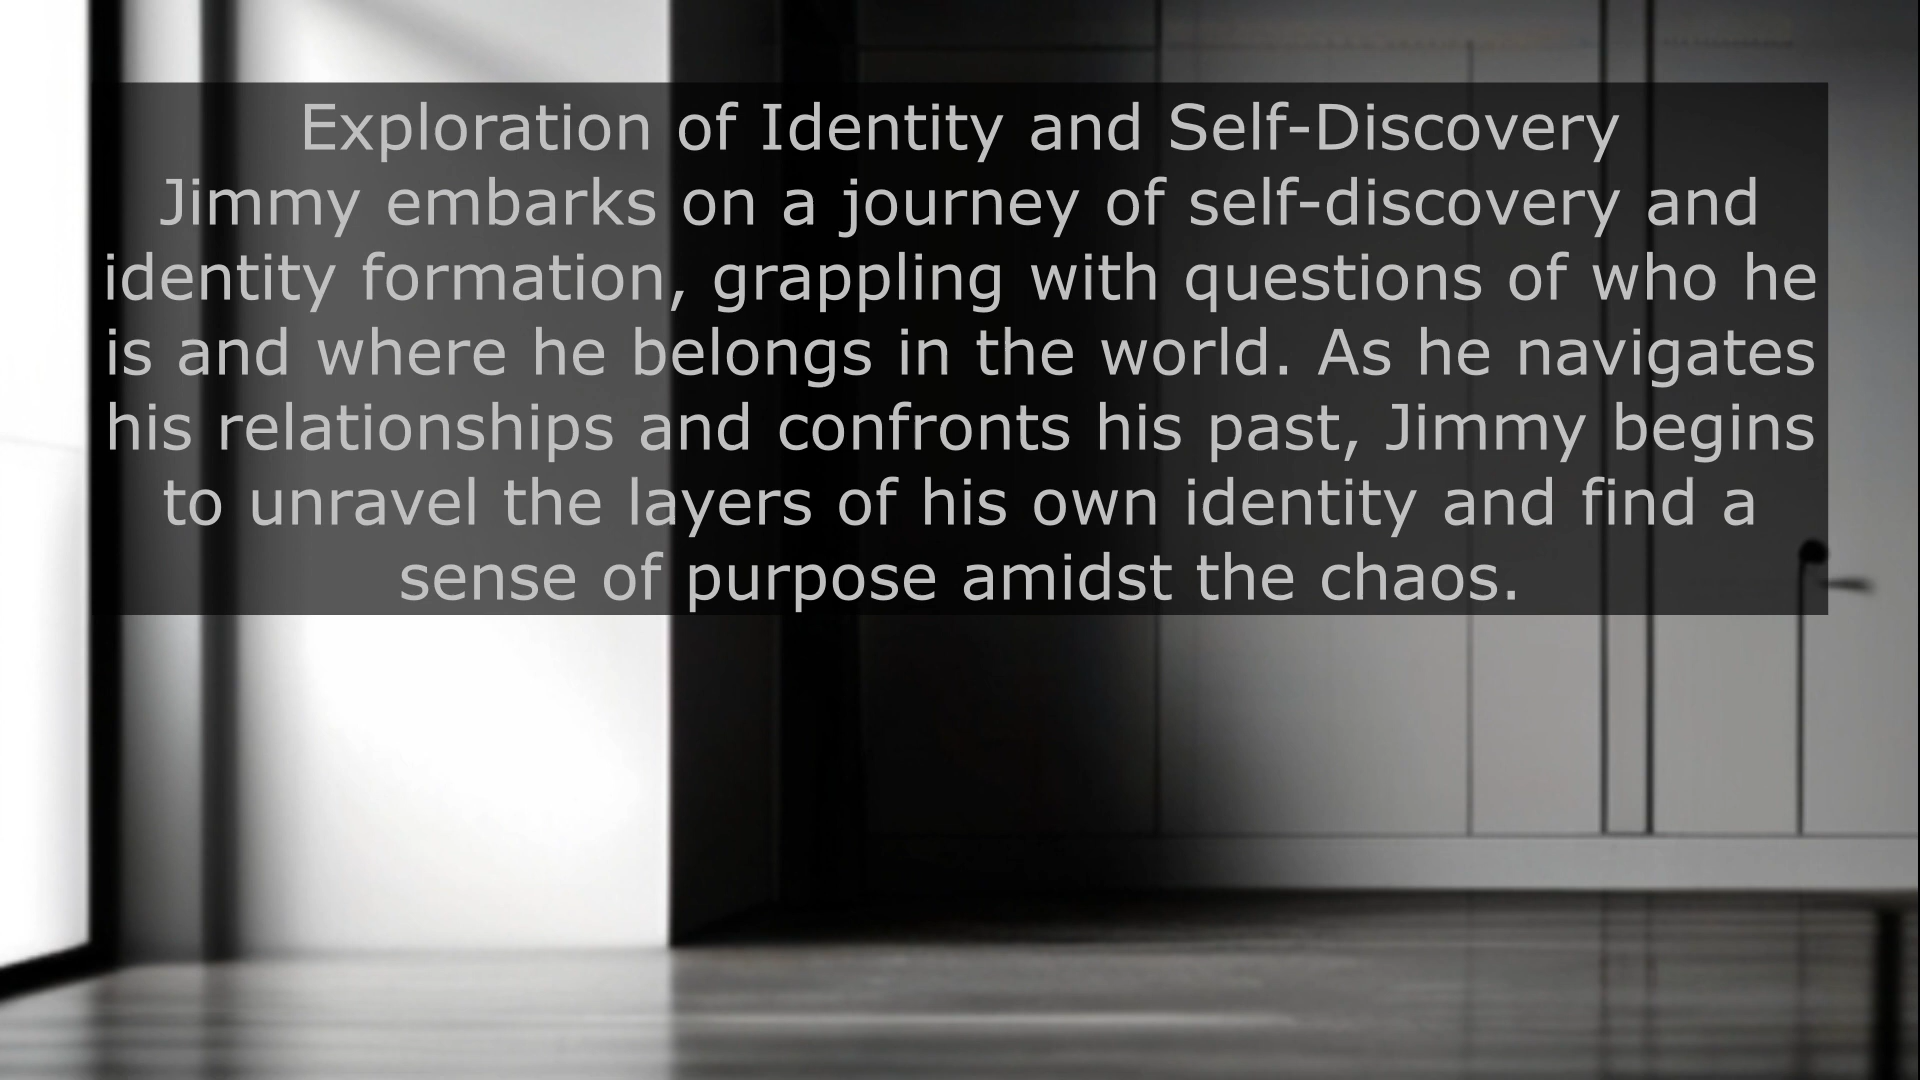 Exploration of Identity and Self-Discovery
Jimmy embarks on a journey of self-discovery and
identity formation, grappling with questions of who he
is and where he belongs in the world. As he navigates
his relationships and confronts his past, Jimmy begins
to unravel the layers of his own identity and find a
sense of purpose amidst the chaos.